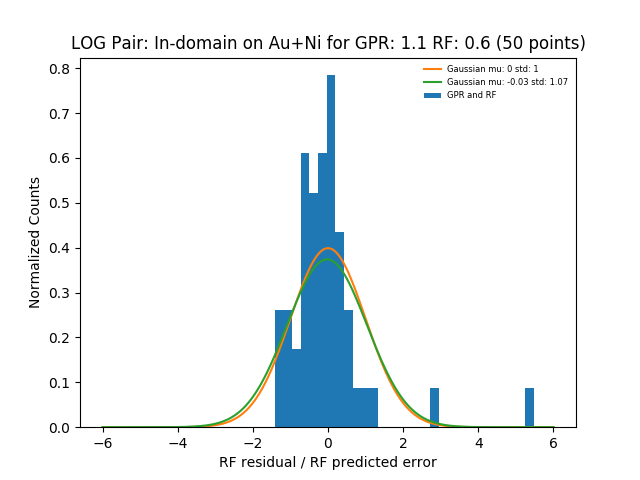 LOG Pair: In-domain on Au+Ni for GPR: 1.1 RF: 0.6 (50 points)
Gaussian mu: 0 std: 1
Gaussian mu: -0.03 std: 1.07
GPR and RF
Normalized Counts
0.8
0.7
0.6
0.5
0.4
0.3
0.2
0.1
0.0
−6 −4 −2 0 2 4 6
RF residual / RF predicted error